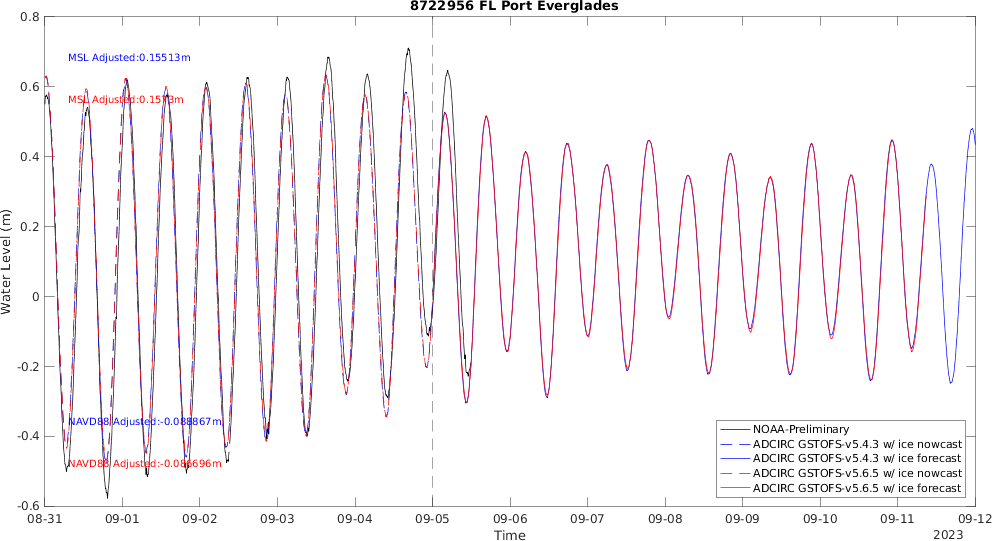 8722956 FL Port Everglades
0.8
0.6
0.4
0.2
0
-0.2
-0.4
-0.6
Water Level (m)
MSL Adjusted:0.15513m
MSL Adjusted:0.1573m
NAVD88 Adjusted:-0.088867m
NAVD88 Adjusted:-0.086696m
NOAA-Preliminary
ADCIRC GSTOFS-v5.4.3 w/ ice nowcast
ADCIRC GSTOFS-v5.4.3 w/ ice forecast
ADCIRC GSTOFS-v5.6.5 w/ ice nowcast
ADCIRC GSTOFS-v5.6.5 w/ ice forecast
08-31 09-01 09-02 09-03 09-04 09-05 09-06 09-07 09-08 09-09 09-10 09-11 09-12
Time
2023